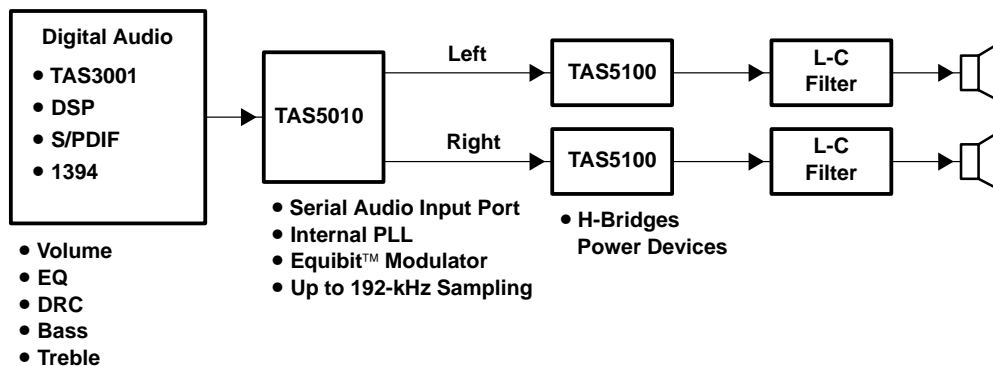 Digital Audio
● TAS3001
● DSP
● S/PDIF
● 1394
TAS5010
Left
Right
TAS5100
TAS5100
L-C
Filter
L-C
Filter
● Volume
● EQ
● DRC
● Bass
● Treble
● Serial Audio Input Port
● Internal PLL
● Equibit™ Modulator
● Up to 192-kHz Sampling
● H-Bridges
Power Devices